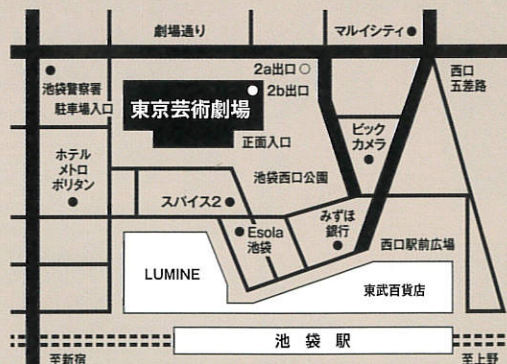 劇場通り
マルイシティ
2a出口
2b出口
西口
五差路
池袋警察署
駐車場入口
東京芸術劇場
正面入口
ビック
カメラ
ホテル
メトロ
ポリタン
池袋西口公園
スパイス2
Esola
池袋
みずほ
銀行
西口駅前広場
LUMINE
東武百貨店
池袋駅
至新宿
至上野